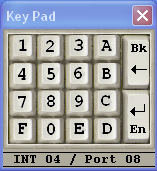 Key Pad
1 2 3 A Bk
4 5 6 B ←
7 8 9 C
F 0 E D En
INT 04 / Port 08